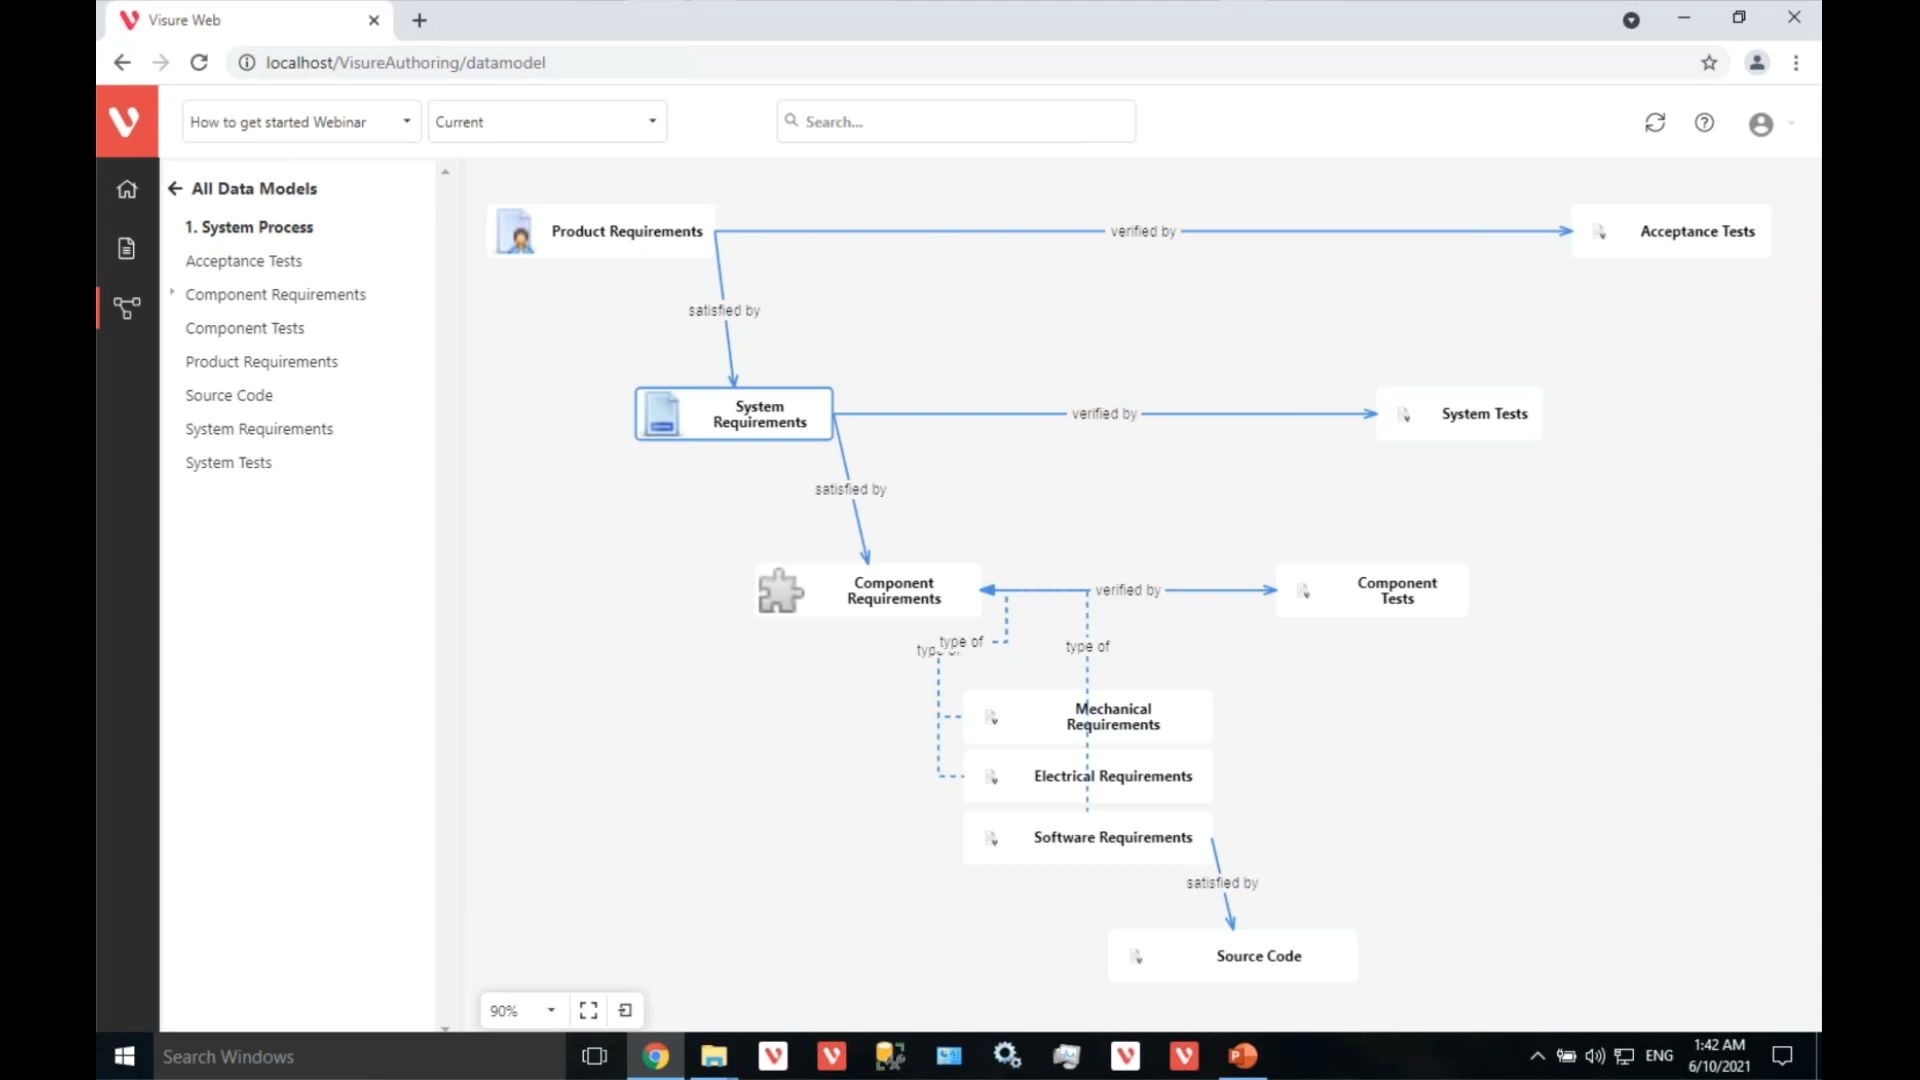 Visure Web
localhost/VisureAuthoring/datamodel
How to get started Webinar
Current
Search...
All Data Models
1. System Process
Acceptance Tests
Component Requirements
Component Tests
Product Requirements
Source Code
System Requirements
System Tests
Product Requirements
verified by
Acceptance Tests
satisfied by
System
Requirements
verified by
System Tests
satisfied by
Component
Requirements
verified by
Component
Tests
type of
type of
Mechanical
Requirements
Electrical Requirements
Software Requirements
satisfied by
Source Code
90%
Search Windows
ENG
1:42 AM
6/10/2021